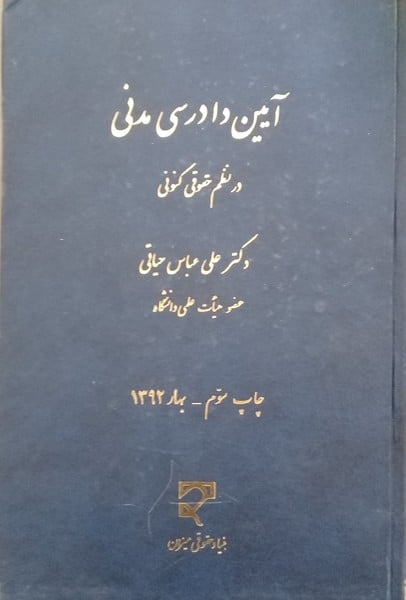 آیین دادرسی مدنی
در نظم حقوقی کنونی
دکتر علی عباس حیاتی
عضو هیأت علمی دانشگاه
چاپ سوّم - بهار ۱۳۹۲
بنیاد حقوقی میزان